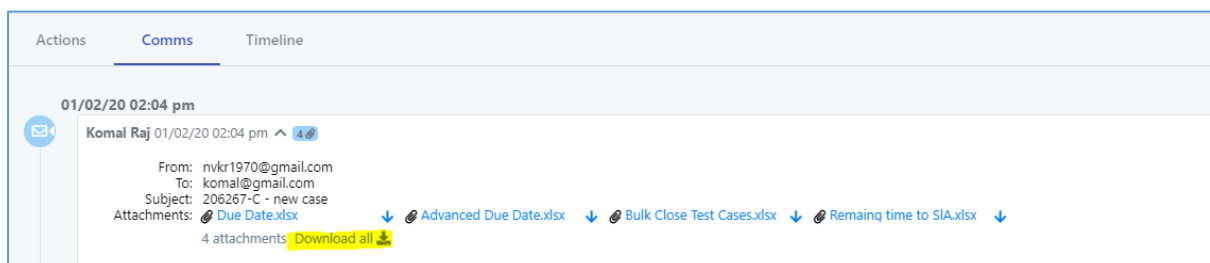 Actions Comms Timeline
01/02/20 02:04 pm
Komal Raj 01/02/20 02:04 pm 4
From: nvkr1970@gmail.com
To: komal@gmail.com
Subject: 206267-C - new case
Attachments: Due Date.xlsx Advanced Due Date.xlsx Bulk Close Test Cases.xlsx Remaing time to SlA.xlsx
4 attachments Download all